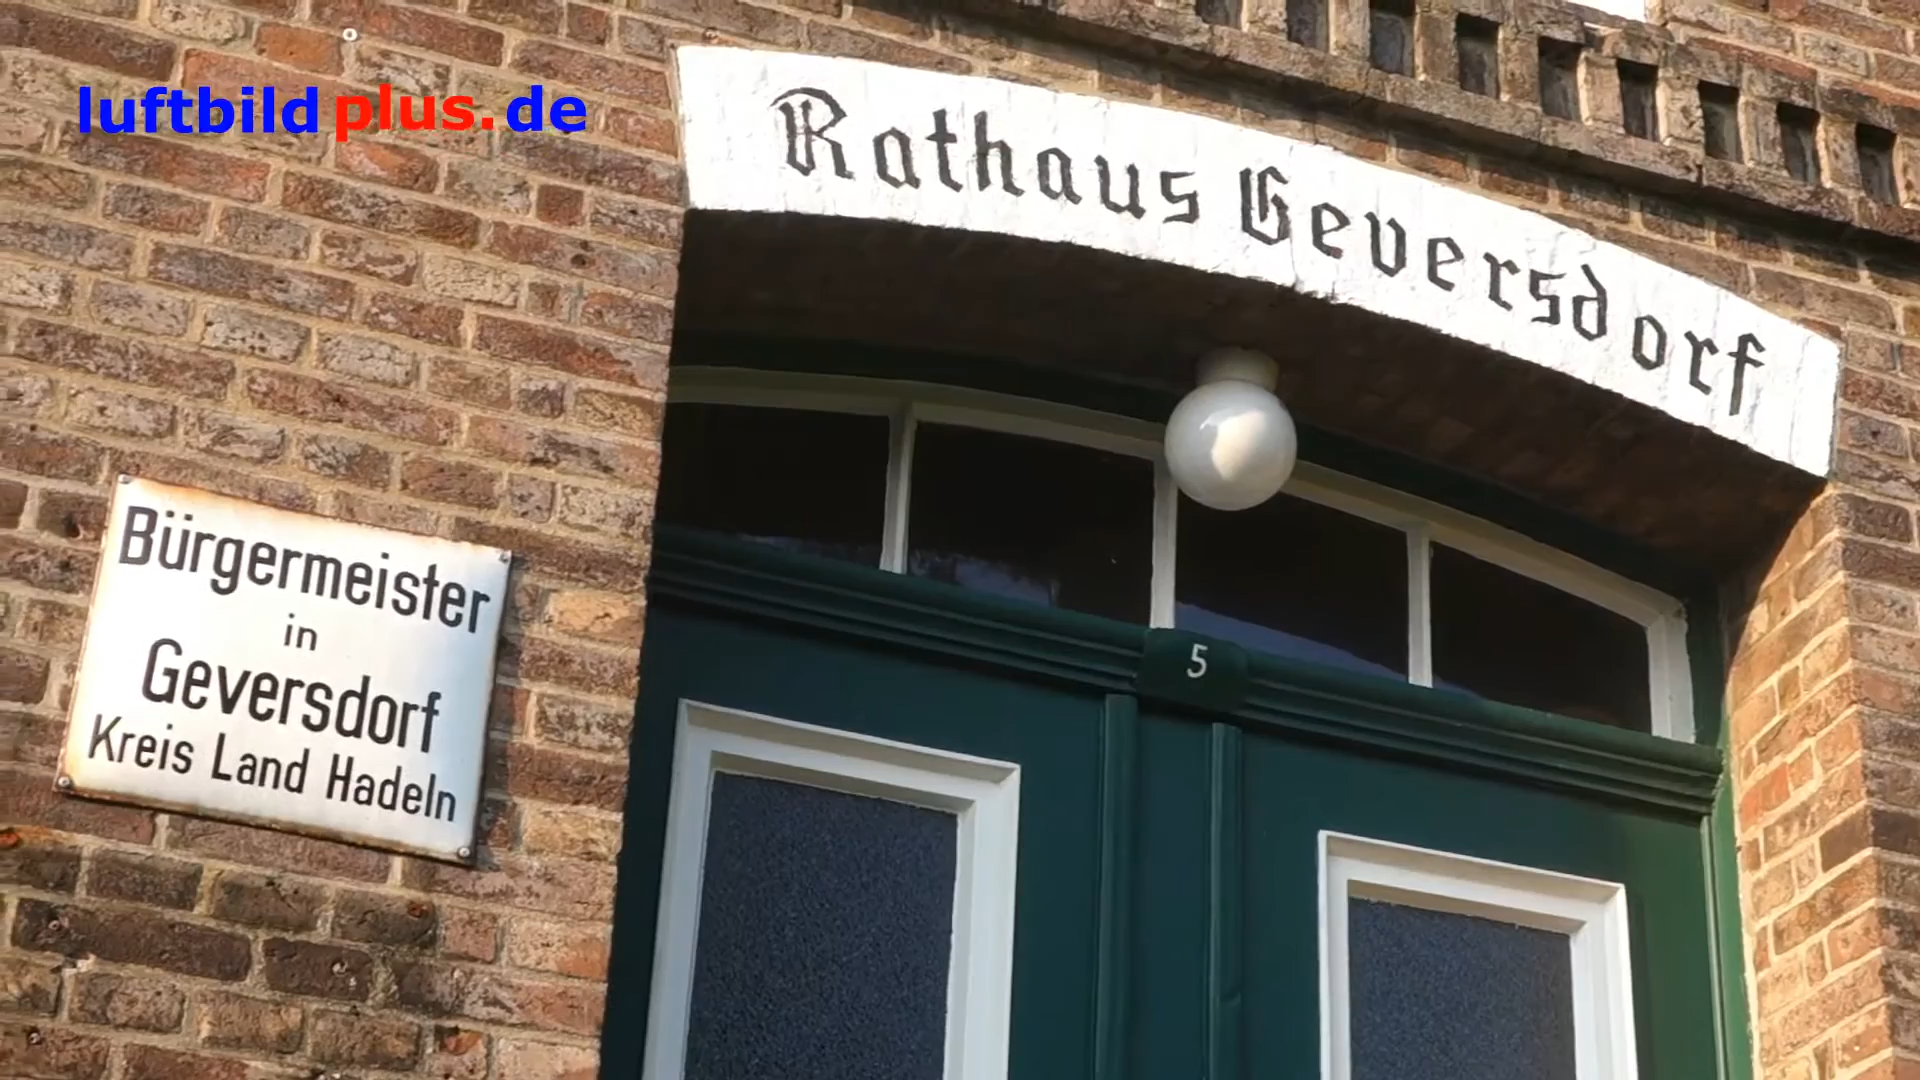 luftbildplus.de
Rathaus Geversdorf
Bürgermeister
in
Geversdorf
Kreis Land Hadeln
5